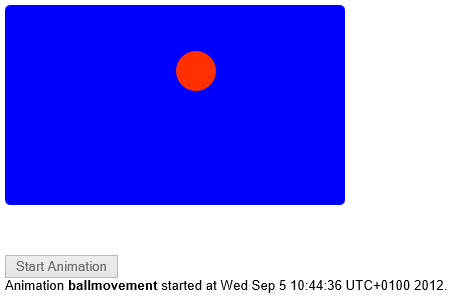 Start Animation
Animation ballmovement started at Wed Sep 5 10:44:36 UTC+0100 2012.